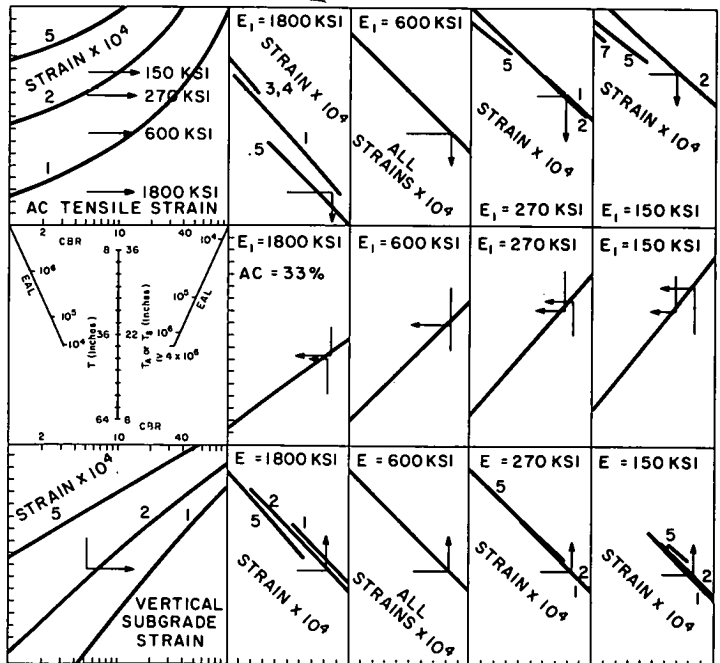 5
STRAIN × 10⁴
2
1
150 KSI
270 KSI
600 KSI
1800 KSI
AC TENSILE STRAIN
E₁ = 1800 KSI
STRAIN × 10⁴
3,4
1
.5
E₁ = 600 KSI
ALL
STRAINS × 10⁴
5
1
2
STRAIN × 10⁴
E₁ = 270 KSI
7
5
2
STRAIN × 10⁴
E₁ = 150 KSI
2
CBR
10
40
8
36
10⁴
10⁶
EAL
10⁵
10⁴
T (inches)
36
22
T_A or T_B (inches)
EAL
10⁵
10⁶
≥4×10⁶
64
6
2
10
CBR
40
E₁ = 1800 KSI
AC = 33%
E₁ = 600 KSI
E₁ = 270 KSI
E₁ = 150 KSI
STRAIN × 10⁴
5
2
1
VERTICAL
SUBGRADE
STRAIN
E = 1800 KSI
2
1
5
STRAIN × 10⁴
E = 600 KSI
ALL
STRAINS × 10⁴
E = 270 KSI
5
2
1
STRAIN × 10⁴
E = 150 KSI
5
2
1
STRAIN × 10⁴